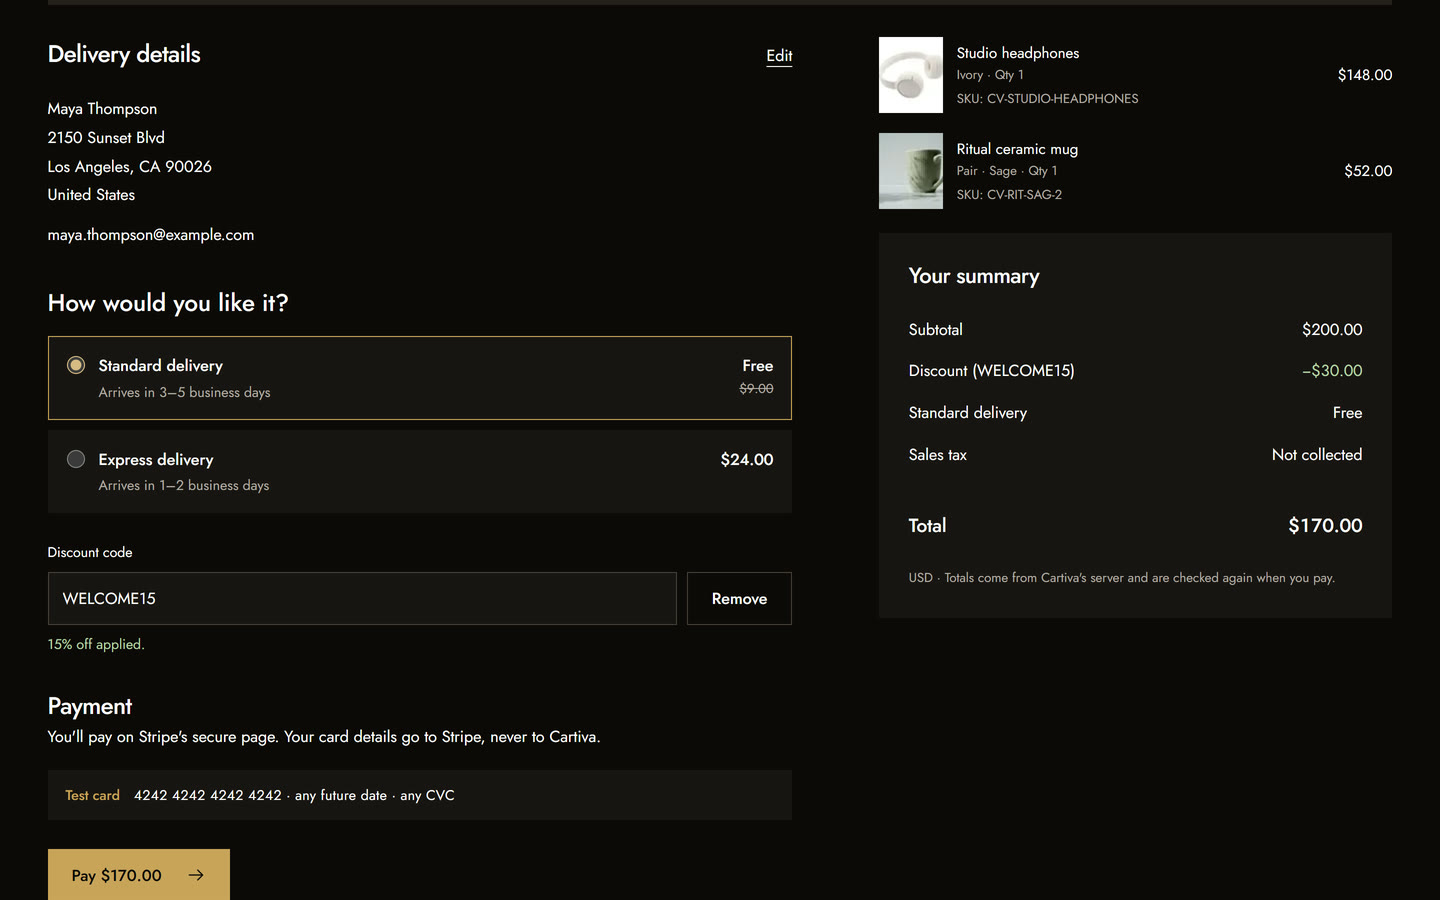 Delivery details
Edit
Maya Thompson
2150 Sunset Blvd
Los Angeles, CA 90026
United States
maya.thompson@example.com
How would you like it?
Standard delivery
Free
Arrives in 3–5 business days
$9.00
Express delivery
$24.00
Arrives in 1–2 business days
Discount code
WELCOME15
Remove
15% off applied.
Payment
You'll pay on Stripe's secure page. Your card details go to Stripe, never to Cartiva.
Test card 4242 4242 4242 4242 · any future date · any CVC
Pay $170.00 →
Studio headphones
Ivory · Qty 1
$148.00
SKU: CV-STUDIO-HEADPHONES
Ritual ceramic mug
Pair · Sage · Qty 1
$52.00
SKU: CV-RIT-SAG-2
Your summary
Subtotal $200.00
Discount (WELCOME15) –$30.00
Standard delivery Free
Sales tax Not collected
Total $170.00
USD · Totals come from Cartiva's server and are checked again when you pay.